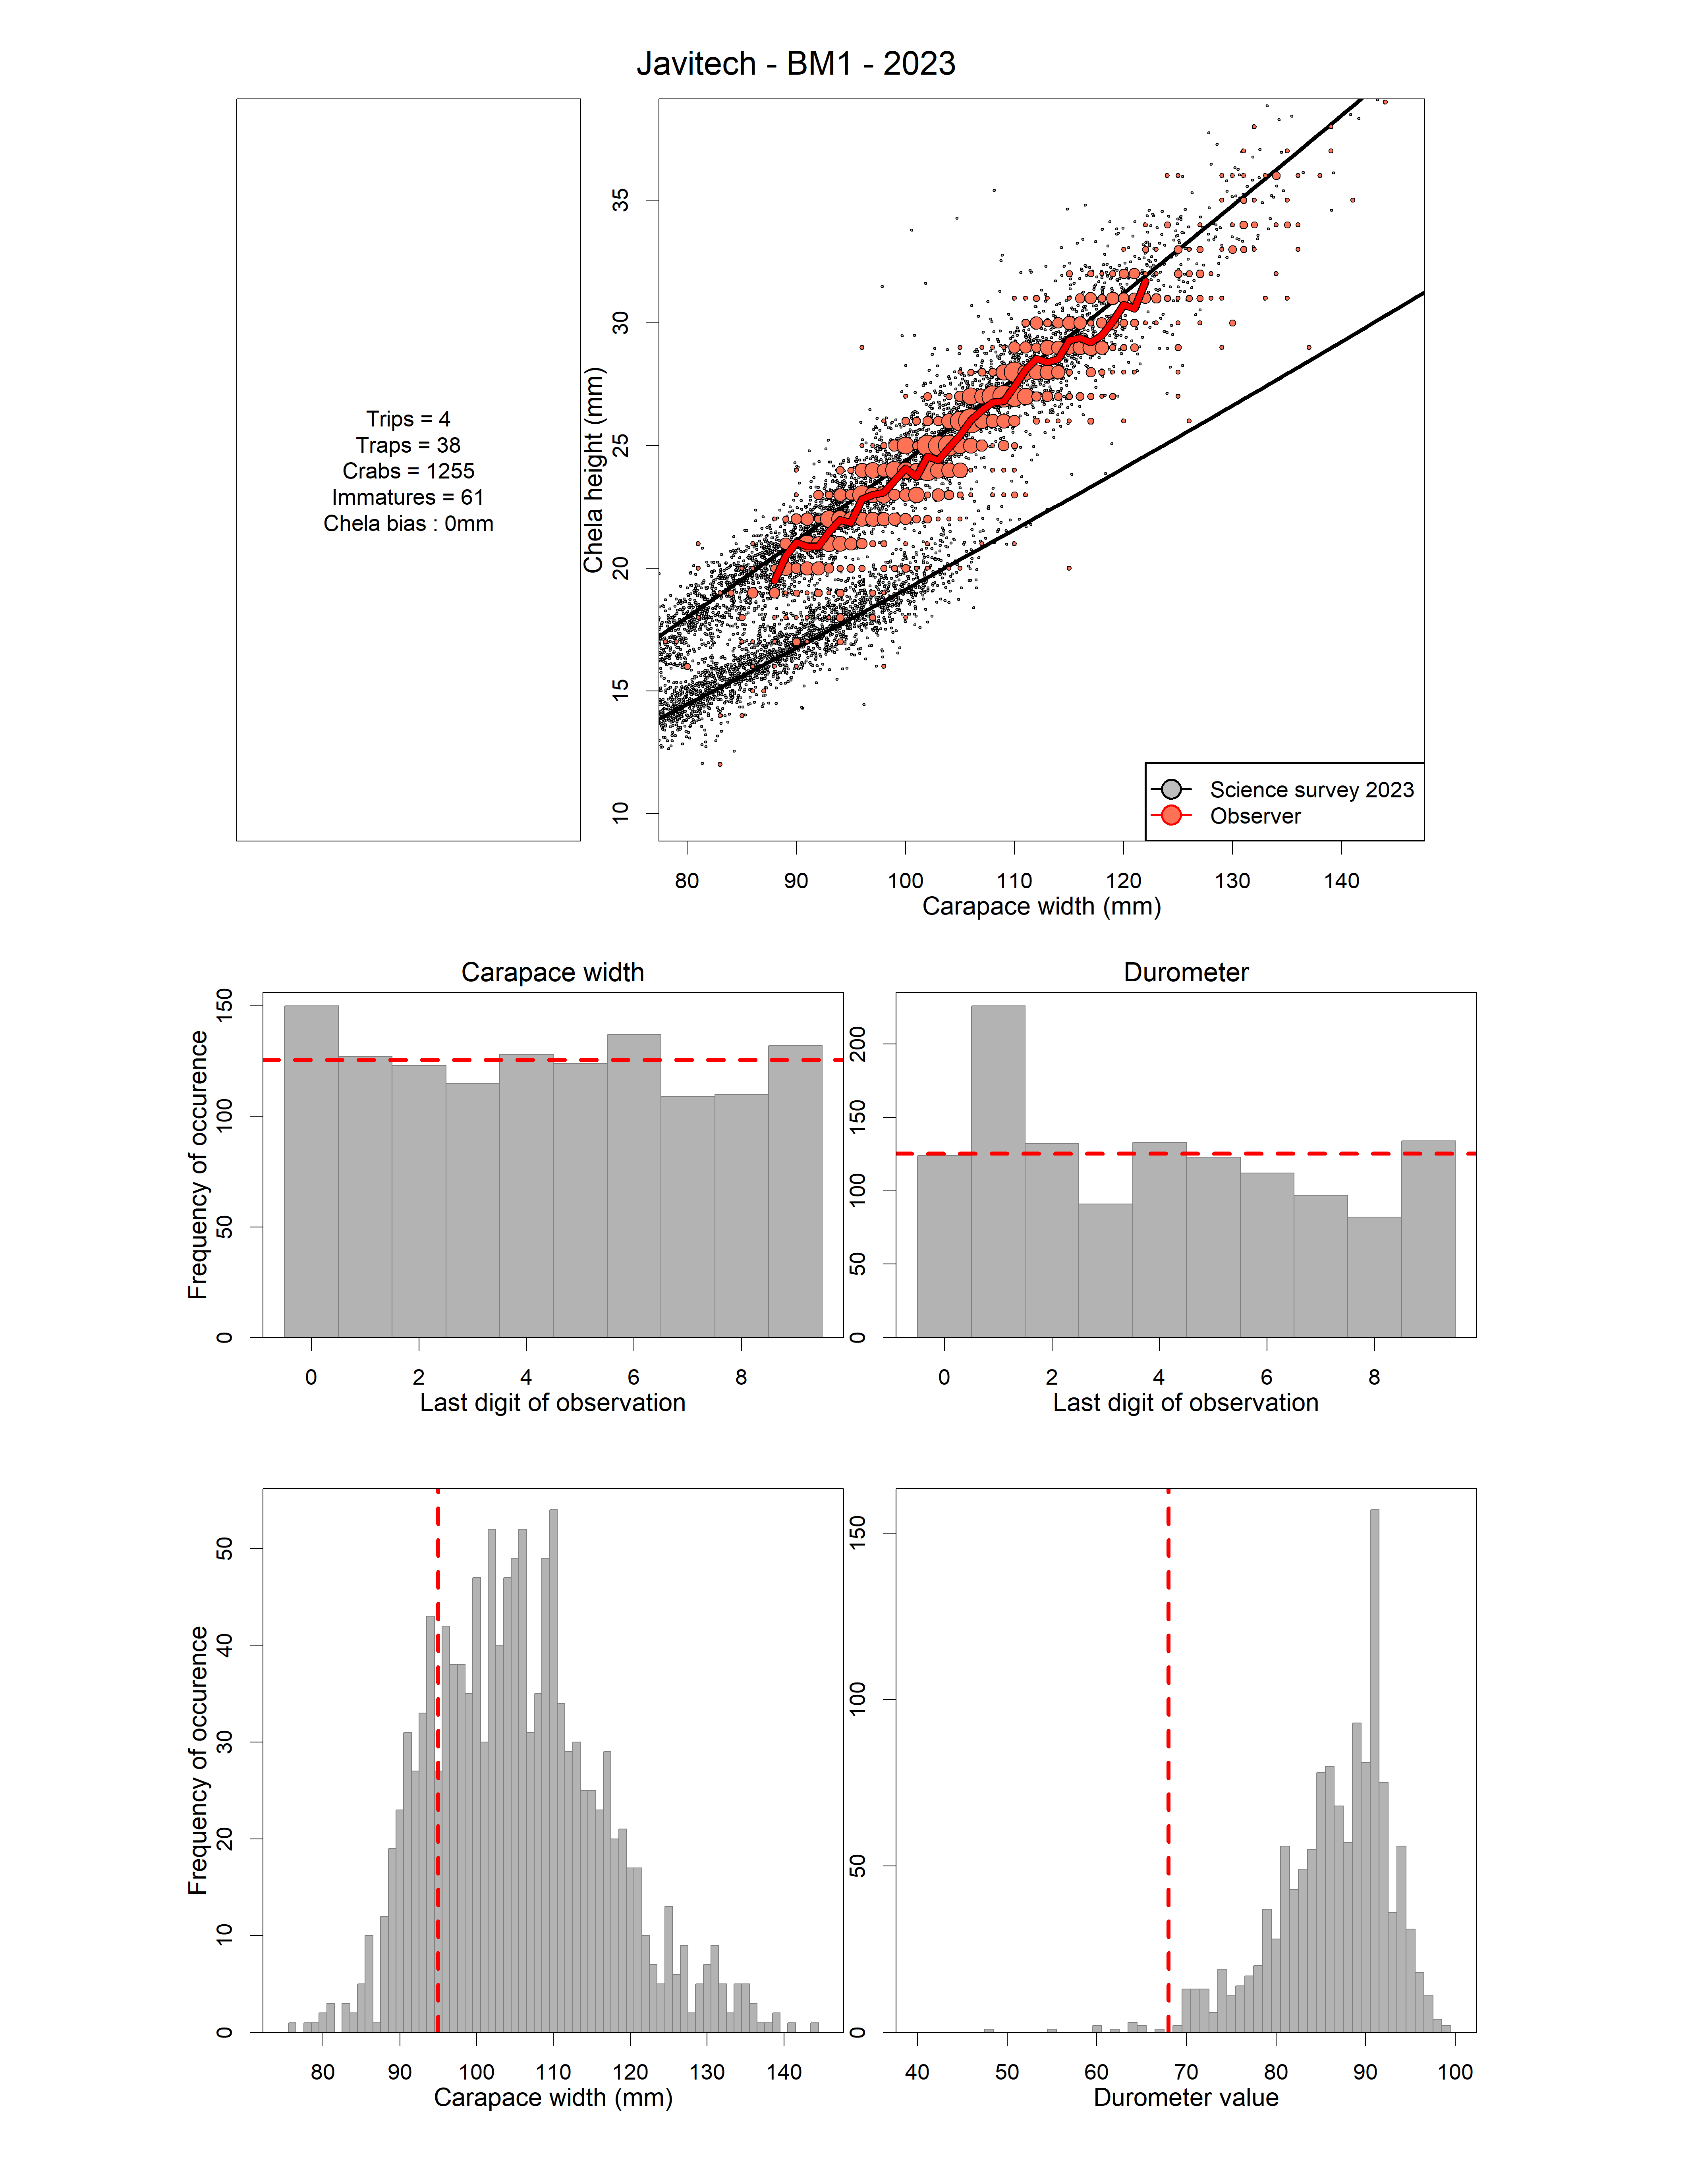 Javitech - BM1 - 2023
Trips = 4
Traps = 38
Crabs = 1255
Immatures = 61
Chela bias : 0mm
Chela height (mm)
35
30
25
20
15
10
Science survey 2023
Observer
80 90 100 110 120 130 140
Carapace width (mm)
Carapace width
Frequency of occurence
150
100
50
0
0 2 4 6 8
Last digit of observation
Durometer
200
150
100
50
0
0 2 4 6 8
Last digit of observation
Frequency of occurence
50
40
30
20
10
0
80 90 100 110 120 130 140
Carapace width (mm)
150
100
50
0
40 50 60 70 80 90 100
Durometer value